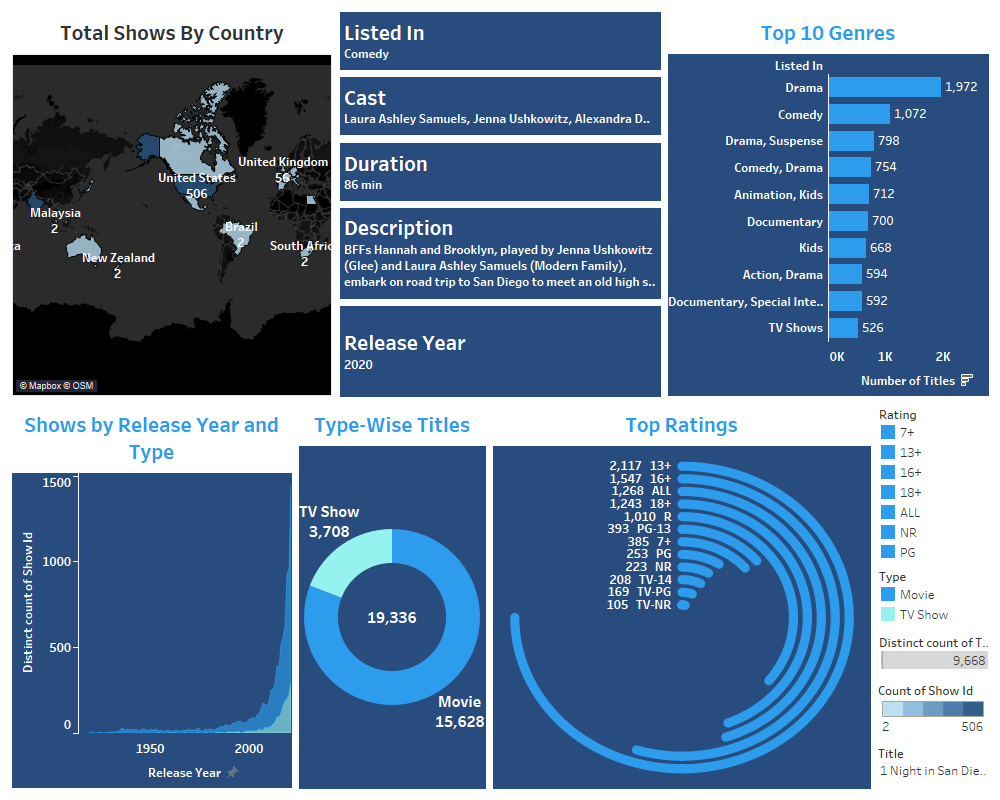 Total Shows By Country
United Kingdom
56
United States
506
Malaysia
2
Brazil
2
South Afric
2
New Zealand
2
© Mapbox © OSM
Listed In
Comedy
Cast
Laura Ashley Samuels, Jenna Ushkowitz, Alexandra D..
Duration
86 min
Description
BFFs Hannah and Brooklyn, played by Jenna Ushkowitz
(Glee) and Laura Ashley Samuels (Modern Family),
embark on road trip to San Diego to meet an old high s..
Release Year
2020
Top 10 Genres
Listed In
Drama 1,972
Comedy 1,072
Drama, Suspense 798
Comedy, Drama 754
Animation, Kids 712
Documentary 700
Kids 668
Action, Drama 594
Documentary, Special Inte.. 592
TV Shows 526
0K 1K 2K
Number of Titles
Shows by Release Year and
Type
1500
1000
500
0
Distinct count of Show Id
1950 2000
Release Year
Type-Wise Titles
TV Show
3,708
19,336
Movie
15,628
Top Ratings
2,117 13+
1,547 16+
1,268 ALL
1,243 18+
1,010 R
393 PG-13
385 7+
253 PG
223 NR
208 TV-14
169 TV-PG
105 TV-NR
Rating
7+
13+
16+
18+
ALL
NR
PG
Type
Movie
TV Show
Distinct count of T..
9,668
Count of Show Id
2 506
Title
1 Night in San Die..